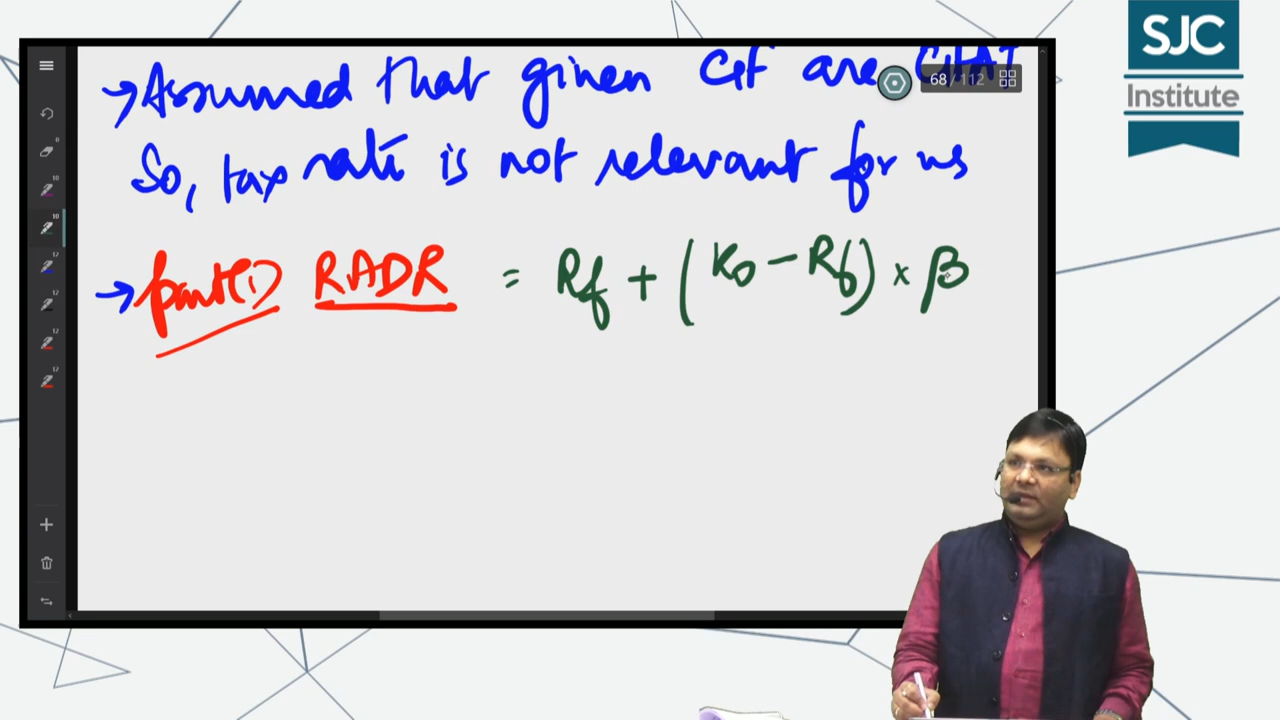 SJC
Institute
68 / 112
→ Assumed that given CF are CFAT
So, tax rate is not relevant for us
→ part(i) RADR = Rf + (Ko - Rf) × β